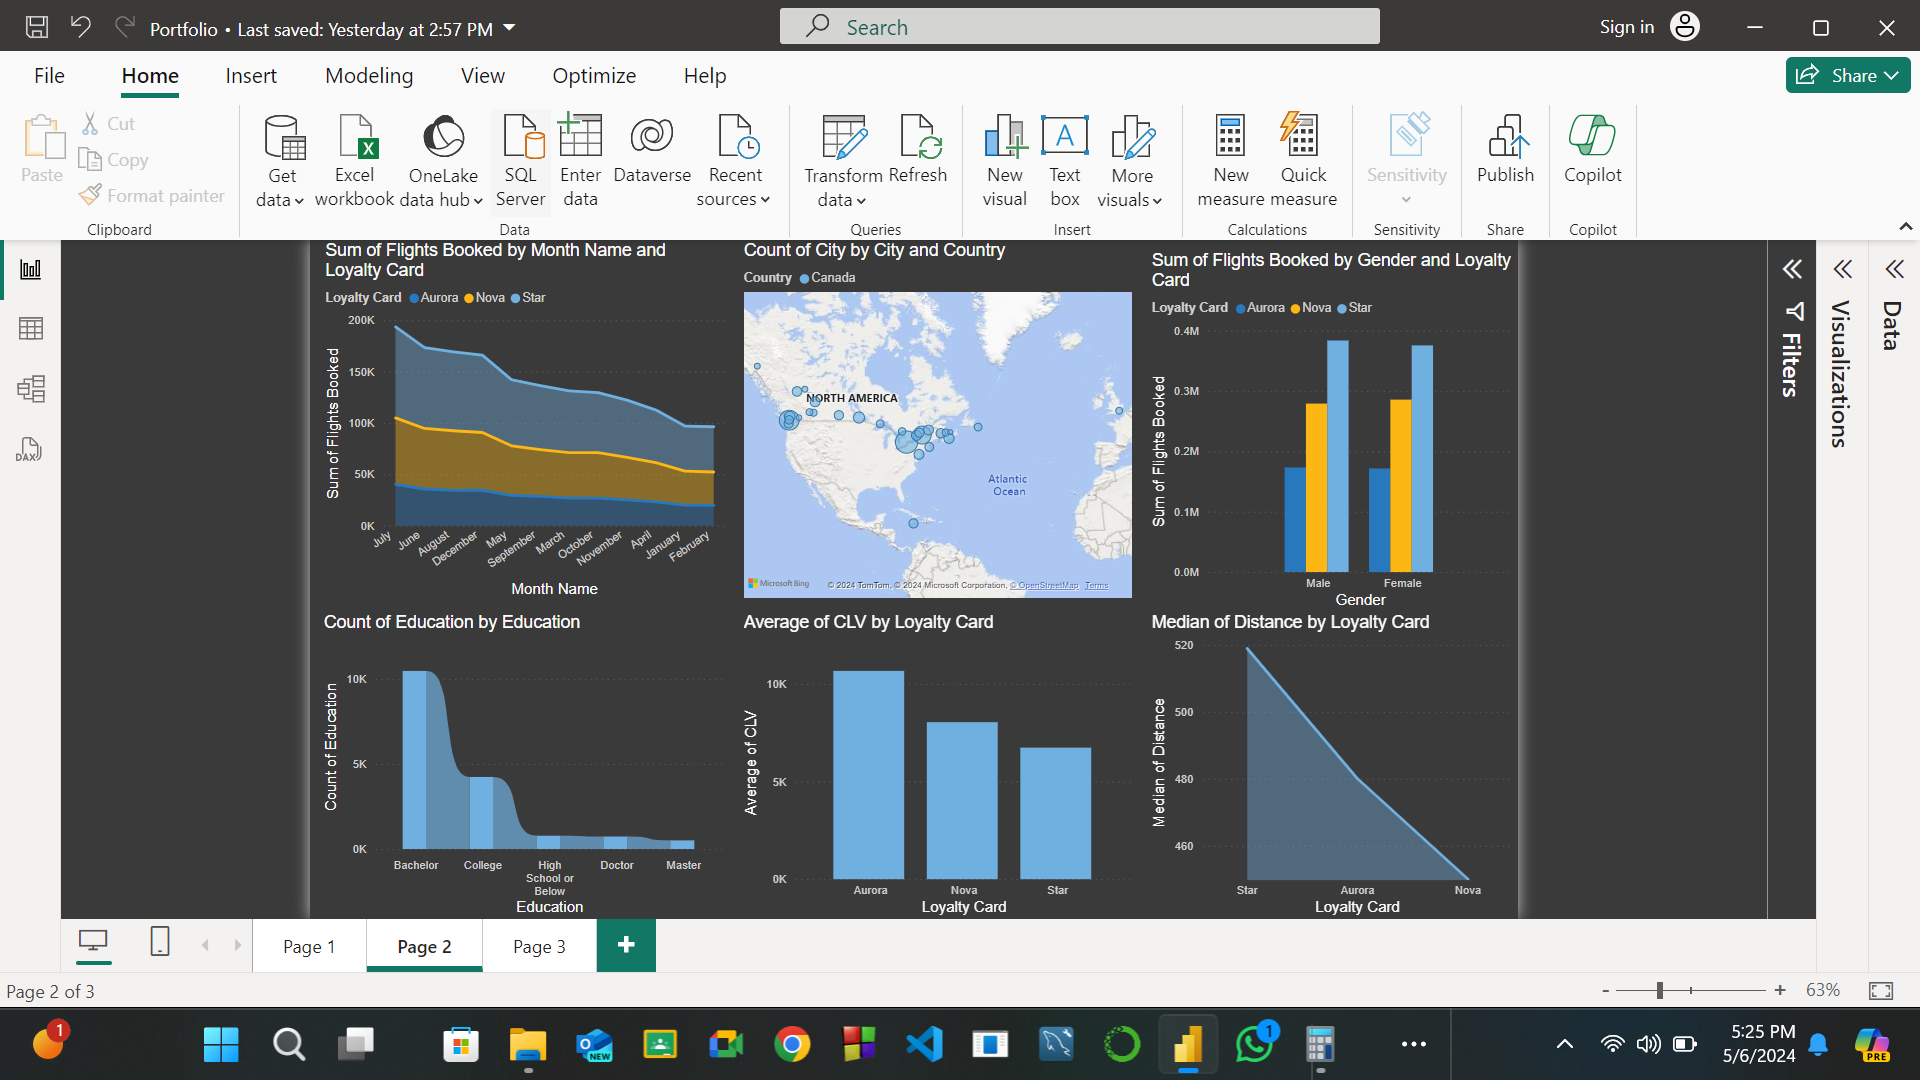 Portfolio • Last saved: Yesterday at 2:57 PM
Search
Sign in
File Home Insert Modeling View Optimize Help
Share
Paste
Cut
Copy
Format painter
Clipboard
Get data
Excel workbook
OneLake data hub
SQL Server
Enter data
Dataverse
Recent sources
Data
Transform data
Refresh
Queries
New visual
Text box
More visuals
Insert
New measure
Quick measure
Calculations
Sensitivity
Sensitivity
Publish
Share
Copilot
Copilot
DAX
Sum of Flights Booked by Month Name and
Loyalty Card
Loyalty Card Aurora Nova Star
Sum of Flights Booked
200K
150K
100K
50K
0K
July June August December May September March October November April January February
Month Name
Count of City by City and Country
Country Canada
NORTH AMERICA
Atlantic
Ocean
Microsoft Bing
© 2024 TomTom, © 2024 Microsoft Corporation, © OpenStreetMap Terms
Sum of Flights Booked by Gender and Loyalty
Card
Loyalty Card Aurora Nova Star
Sum of Flights Booked
0.4M
0.3M
0.2M
0.1M
0.0M
Male Female
Gender
Count of Education by Education
Count of Education
10K
5K
0K
Bachelor College High School or Below Doctor Master
Education
Average of CLV by Loyalty Card
Average of CLV
10K
5K
0K
Aurora Nova Star
Loyalty Card
Median of Distance by Loyalty Card
Median of Distance
520
500
480
460
Star Aurora Nova
Loyalty Card
Filters
Visualizations
Data
Page 1 Page 2 Page 3 +
Page 2 of 3
- + 63%
1
NEW
1
5:25 PM
5/6/2024
PRE